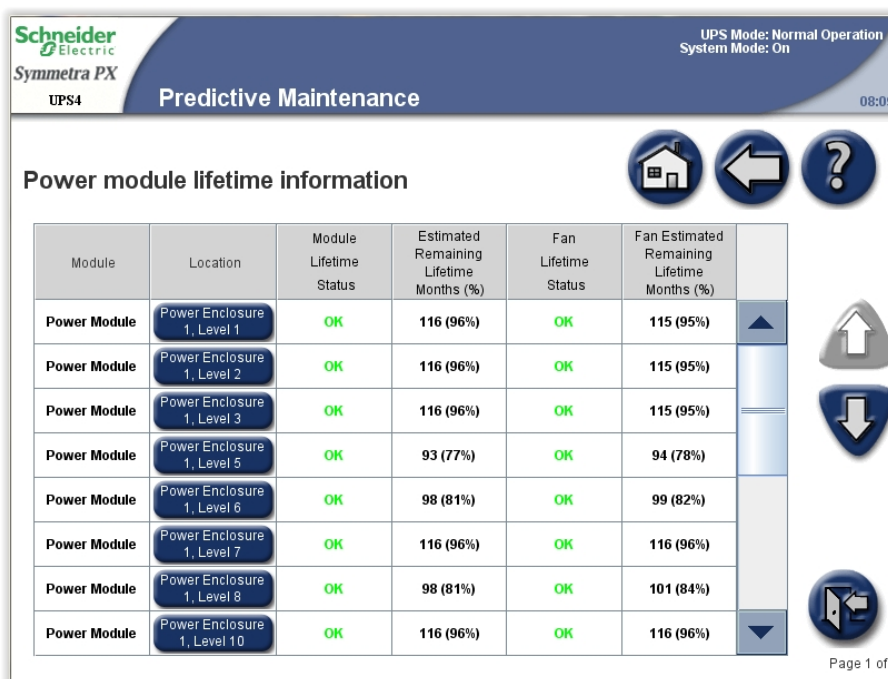 Schneider
Electric
Symmetra PX
UPS4
Predictive Maintenance
UPS Mode: Normal Operation
System Mode: On
Power module lifetime information
?
Module
Location
Module
Lifetime
Status
Estimated
Remaining
Lifetime
Months (%)
Fan
Lifetime
Status
Fan Estimated
Remaining
Lifetime
Months (%)
Power Module
Power Enclosure
1, Level 1
OK
116 (96%)
OK
115 (95%)
Power Module
Power Enclosure
1, Level 2
OK
116 (96%)
OK
115 (95%)
Power Module
Power Enclosure
1, Level 3
OK
116 (96%)
OK
115 (95%)
Power Module
Power Enclosure
1, Level 5
OK
93 (77%)
OK
94 (78%)
Power Module
Power Enclosure
1, Level 6
OK
98 (81%)
OK
99 (82%)
Power Module
Power Enclosure
1, Level 7
OK
116 (96%)
OK
116 (96%)
Power Module
Power Enclosure
1, Level 8
OK
98 (81%)
OK
101 (84%)
Power Module
Power Enclosure
1, Level 10
OK
116 (96%)
OK
116 (96%)
Page 1 of